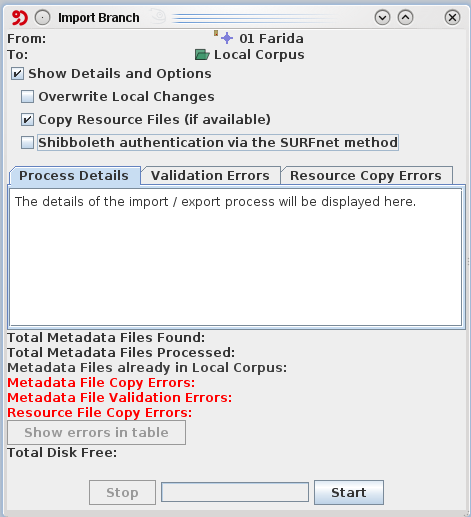 Import Branch
From: 01 Farida
To: Local Corpus
Show Details and Options
Overwrite Local Changes
Copy Resource Files (if available)
Shibboleth authentication via the SURFnet method
Process Details Validation Errors Resource Copy Errors
The details of the import / export process will be displayed here.
Total Metadata Files Found:
Total Metadata Files Processed:
Metadata Files already in Local Corpus:
Metadata File Copy Errors:
Metadata File Validation Errors:
Resource File Copy Errors:
Show errors in table
Total Disk Free:
Stop Start